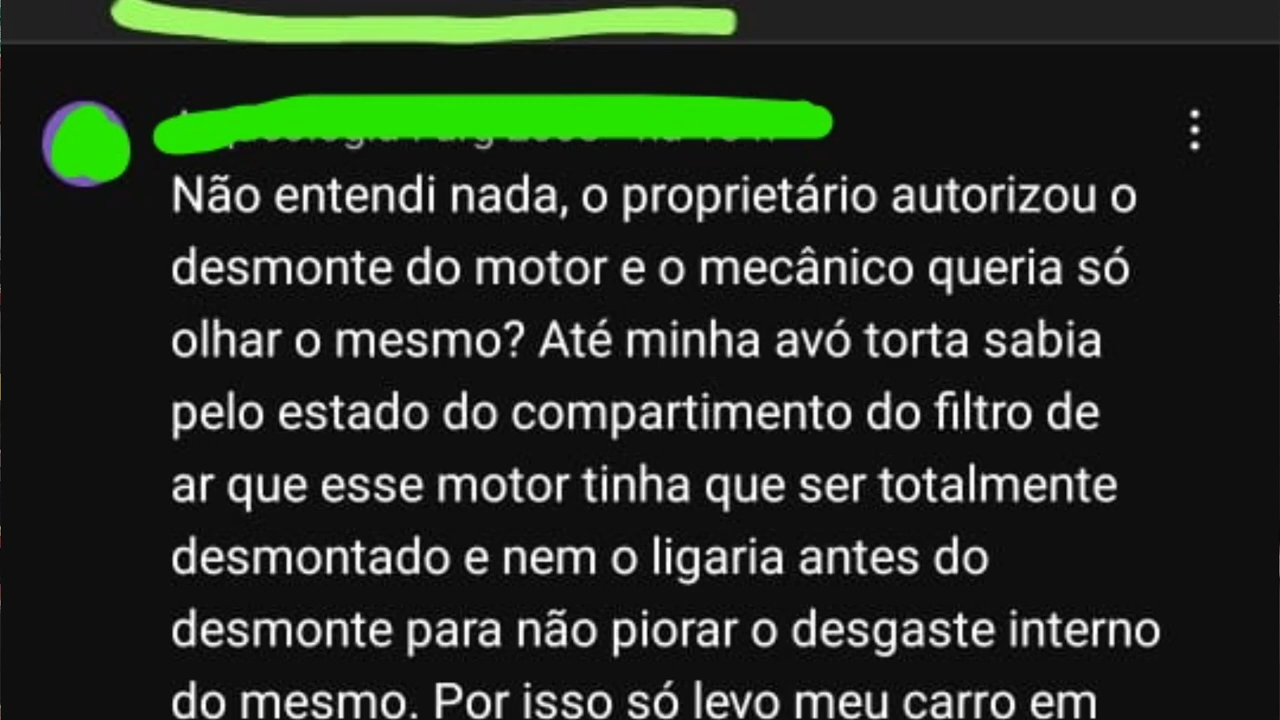 Não entendi nada, o proprietário autorizou o
desmonte do motor e o mecânico queria só
olhar o mesmo? Até minha avó torta sabia
pelo estado do compartimento do filtro de
ar que esse motor tinha que ser totalmente
desmontado e nem o ligaria antes do
desmonte para não piorar o desgaste interno
do mesmo. Por isso só levo meu carro em